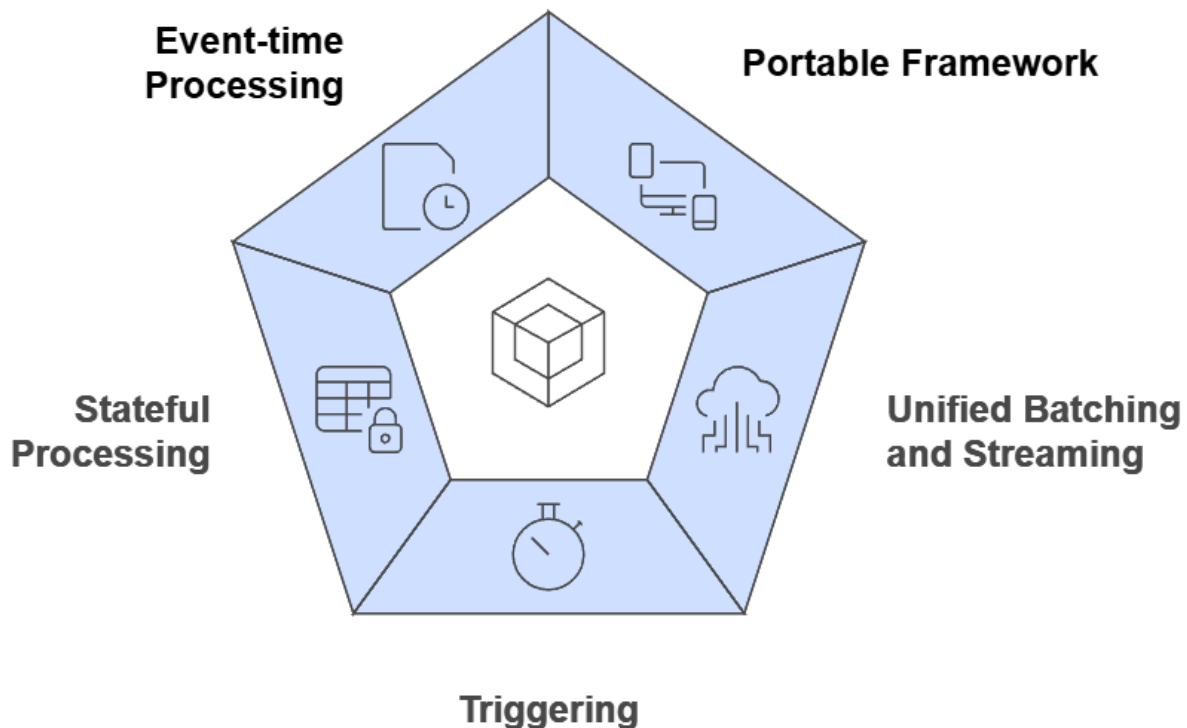 Event-time
Processing
Portable Framework
Stateful
Processing
Unified Batching
and Streaming
Triggering